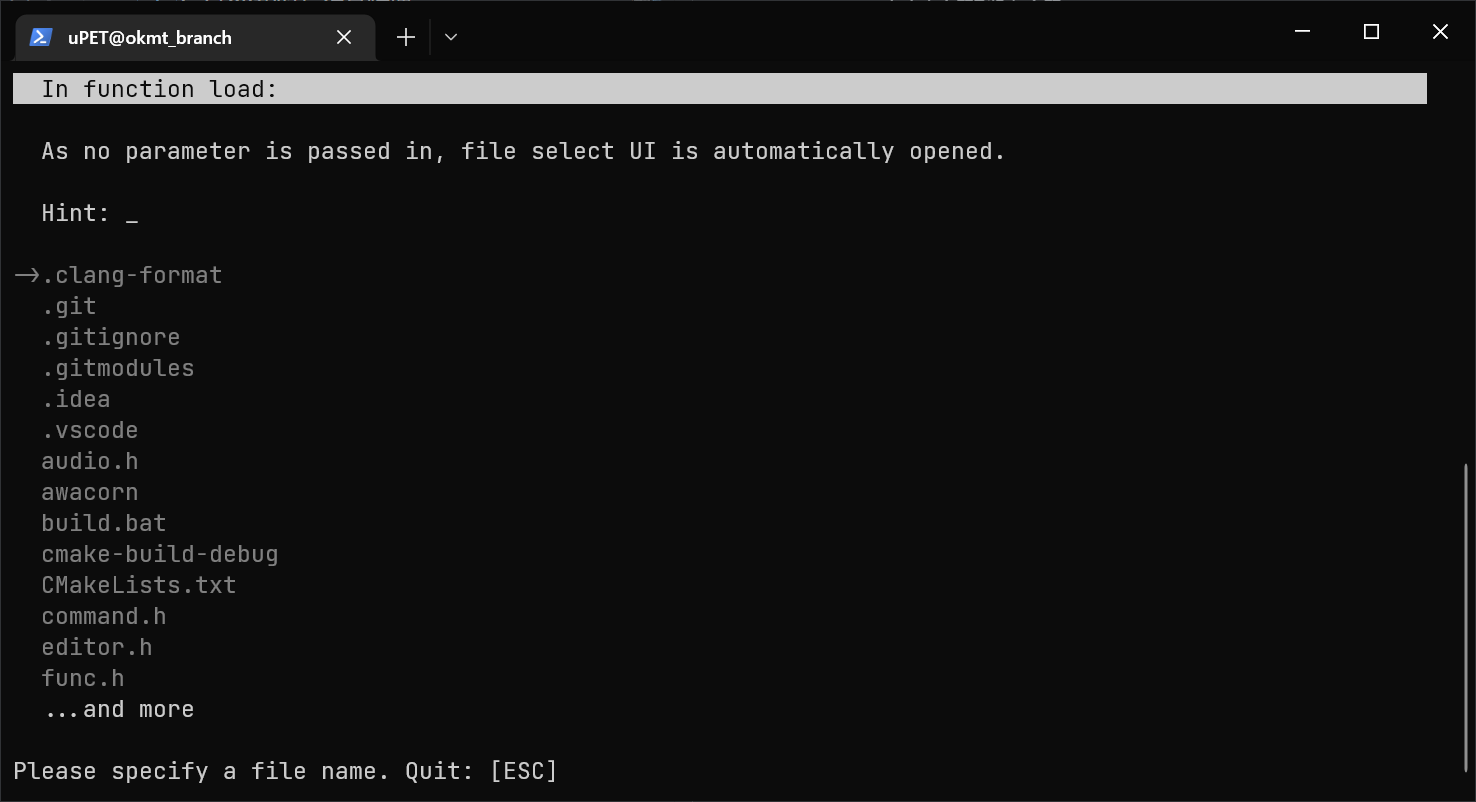 uPET@okmt_branch
In function load:
As no parameter is passed in, file select UI is automatically opened.
Hint: _
->.clang-format
.git
.gitignore
.gitmodules
.idea
.vscode
audio.h
awacorn
build.bat
cmake-build-debug
CMakeLists.txt
command.h
editor.h
func.h
...and more
Please specify a file name. Quit: [ESC]